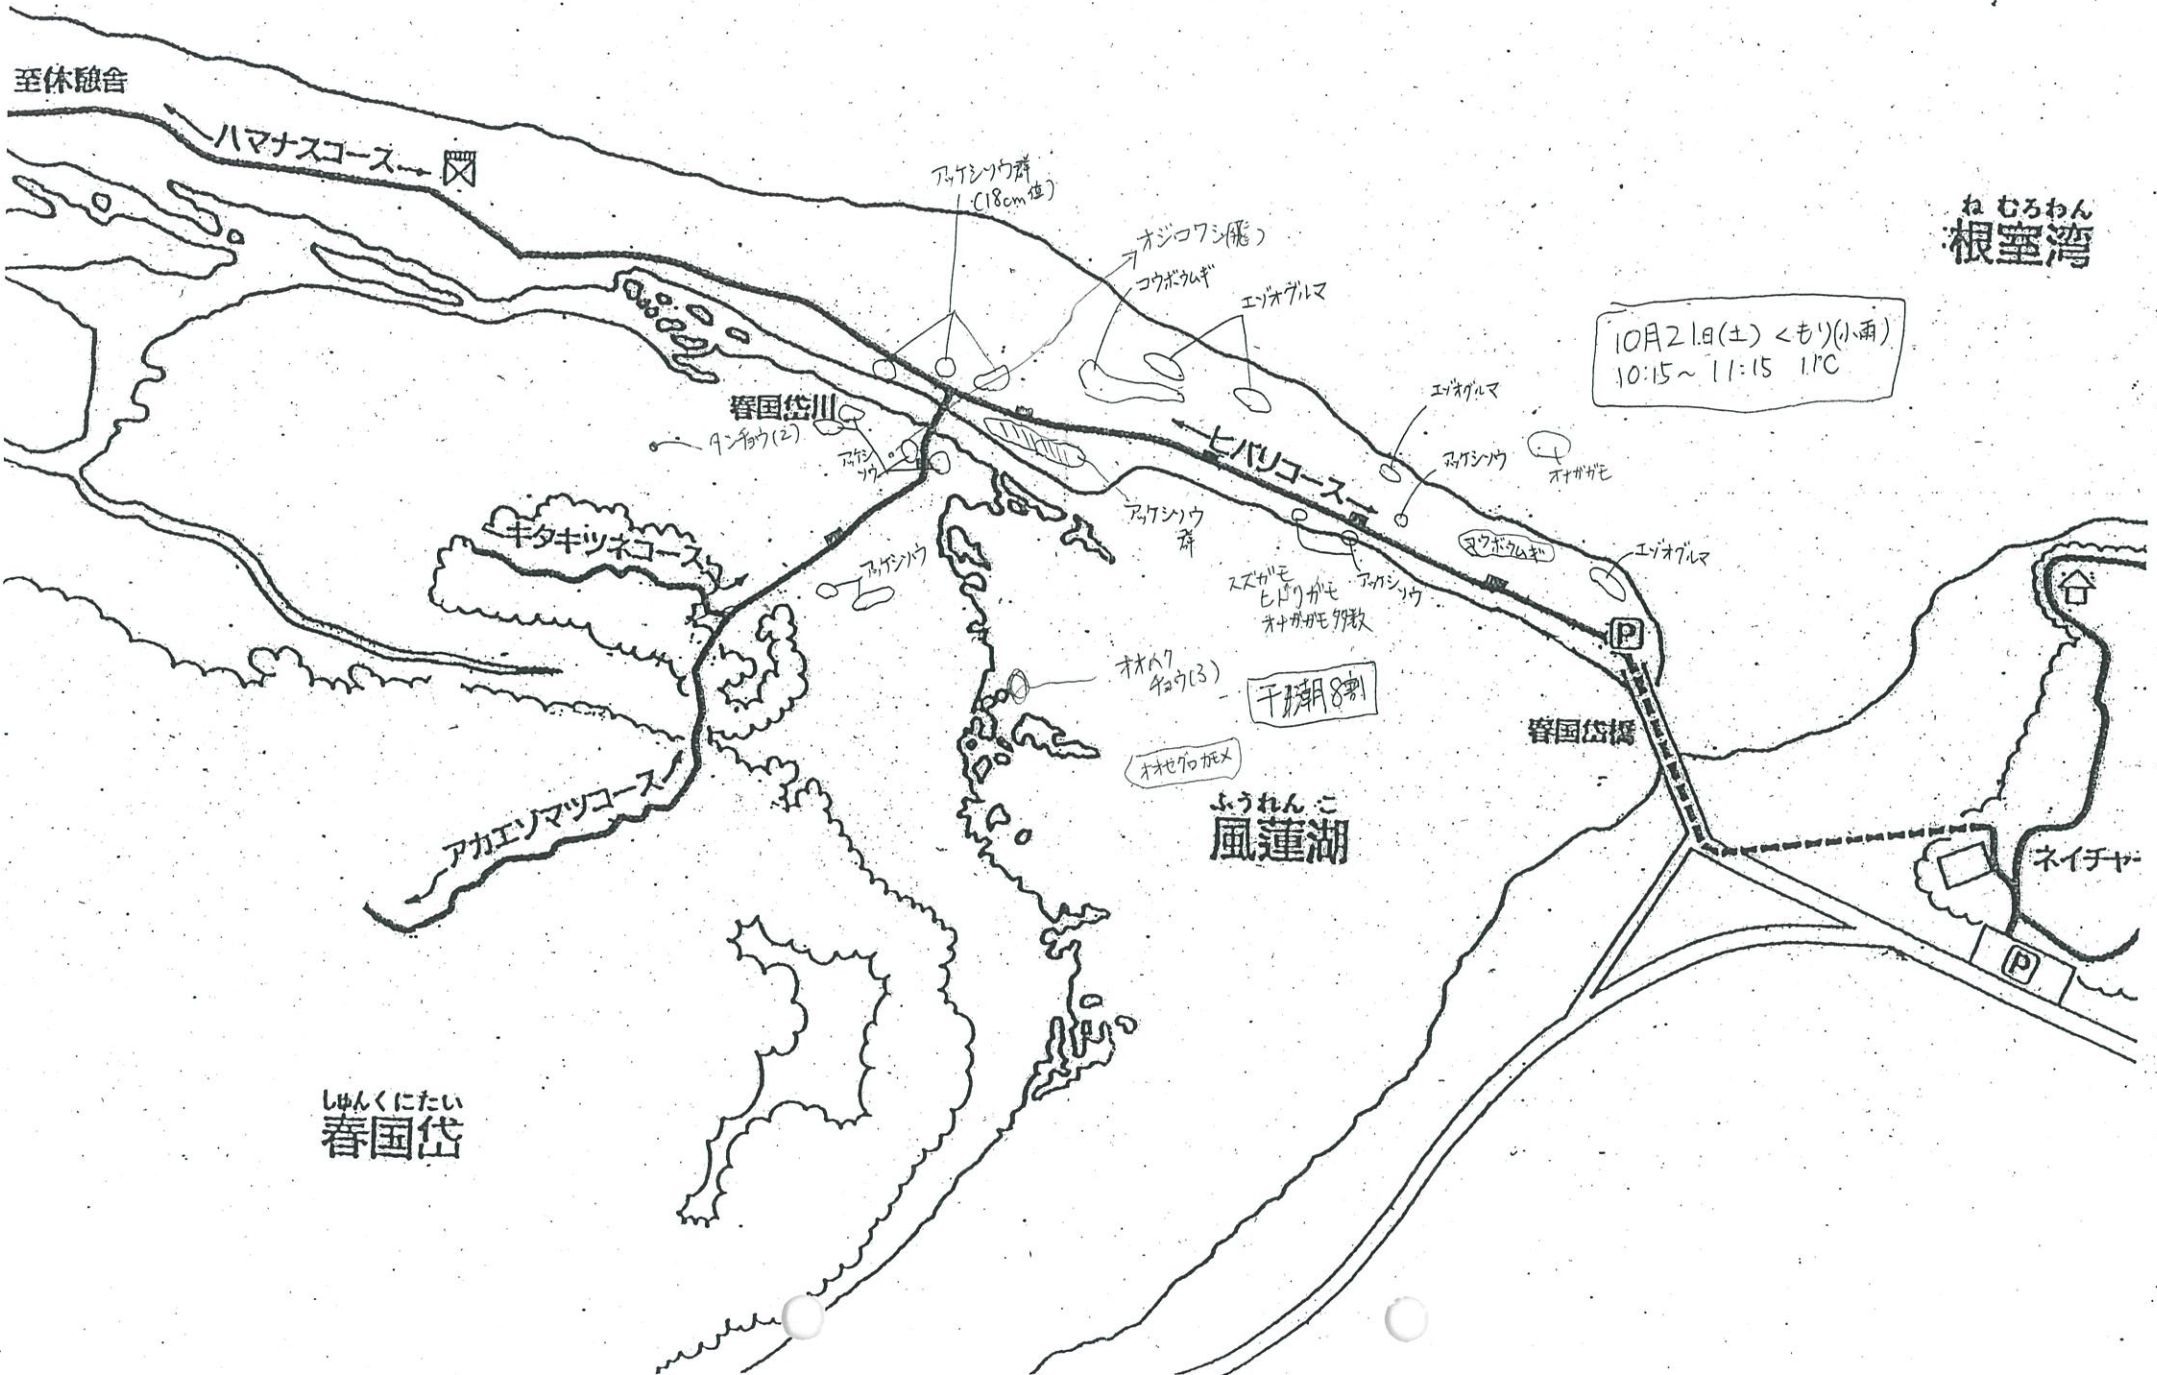 至休憩舎
ハマナスコース
アッケシソウ群
(18cm位)
オジロワシ(飛)
コウボウムギ
エゾオグルマ
ね むろわん
根室湾
10月21日(土) くもり(小雨)
10:15~ 11:15 11℃
春国岱川
タンチョウ(2)
アッケシ
ソウ
ヒバリコース
エゾオグルマ
アッケシソウ
オナガガモ
アッケシソウ
群
コウボウムギ
エゾオグルマ
キタキツネコース
アッケシソウ
スズガモ
ヒドリガモ
オナガガモ多数
アッケシソウ
P
オオハク
チョウ(3)
干潮8割
春国岱橋
オオセグロカモメ
アカエゾマツコース
ふうれん こ
風蓮湖
ネイチャー
P
しゅんくにたい
春国岱